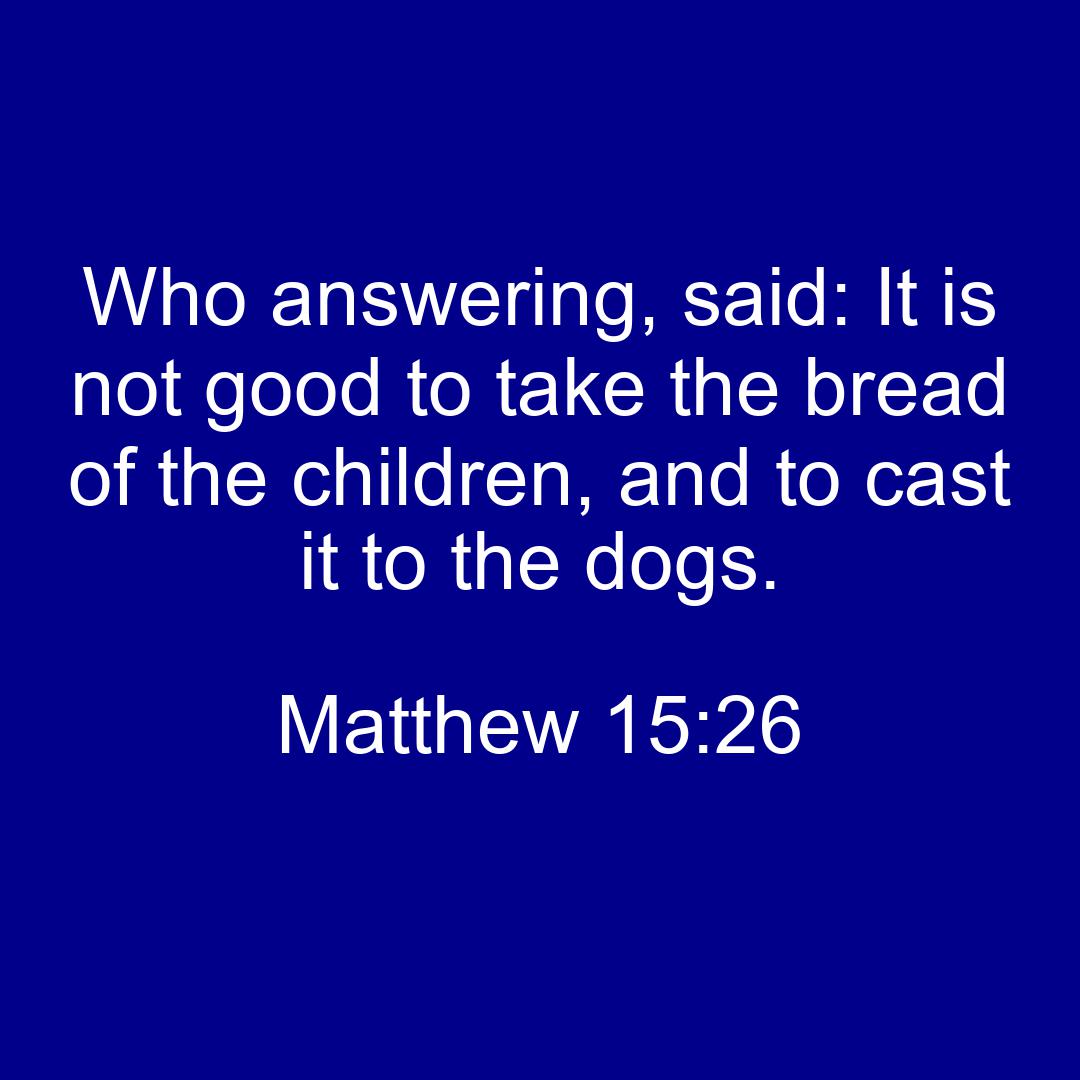 Who answering, said: It is
not good to take the bread
of the children, and to cast
it to the dogs.
Matthew 15:26